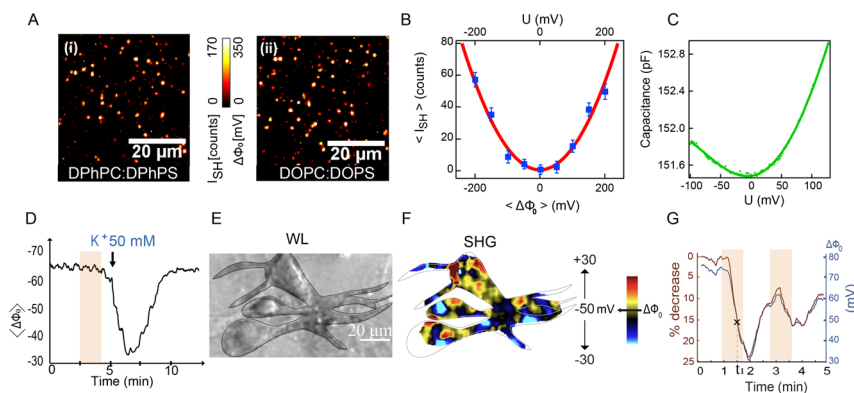 A
(i)
20 μm
DPhPC:DPhPS
I_SH [counts]
0
170
ΔΦ₀[mV]
0
350
(ii)
20 μm
DOPC:DOPS
B
U (mV)
-200 0 200
< I_SH > (counts)
80
60
40
20
0
-200 0 200
< ΔΦ₀ > (mV)
C
Capacitance (pF)
152.8
152.4
152.0
151.6
-100 -50 0 50 100
U (mV)
D
K⁺50 mM
⟨ΔΦ₀⟩
-70
-60
-50
-40
-30
0 5 10
Time (min)
E
WL
20 μm
F
SHG
+30
-50 mV
-30
ΔΦ₀
G
% decrease
0
5
10
15
20
25
ΔΦ₀
80
70
60
50
40
30
mV
0 1 t₁ 2 3 4 5
Time (min)